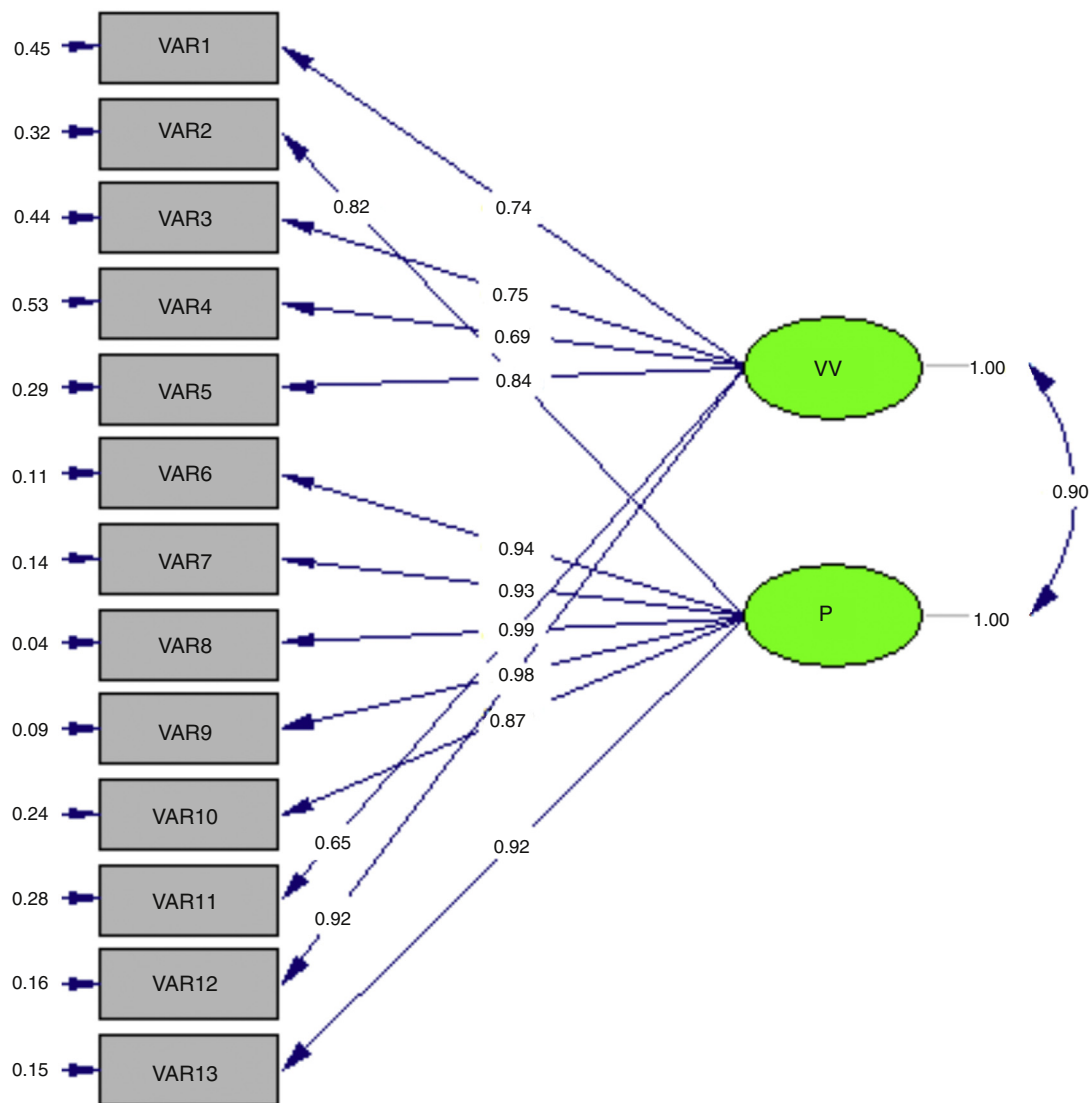 0.45 VAR1
0.32 VAR2
0.82
0.74
0.44 VAR3
0.75
0.53 VAR4
0.69
VV 1.00
0.29 VAR5
0.84
0.11 VAR6
0.90
0.94
0.14 VAR7
0.93
P 1.00
0.04 VAR8
0.99
0.98
0.09 VAR9
0.87
0.24 VAR10
0.65
0.92
0.28 VAR11
0.92
0.16 VAR12
0.15 VAR13